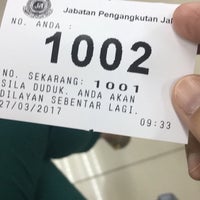 Jabatan Pengangkutan Jal
NO. ANDA :
1002
NO. SEKARANG: 1001
SILA DUDUK. ANDA AKAN
DILAYAN SEBENTAR LAGI.
27/03/2017 09:33